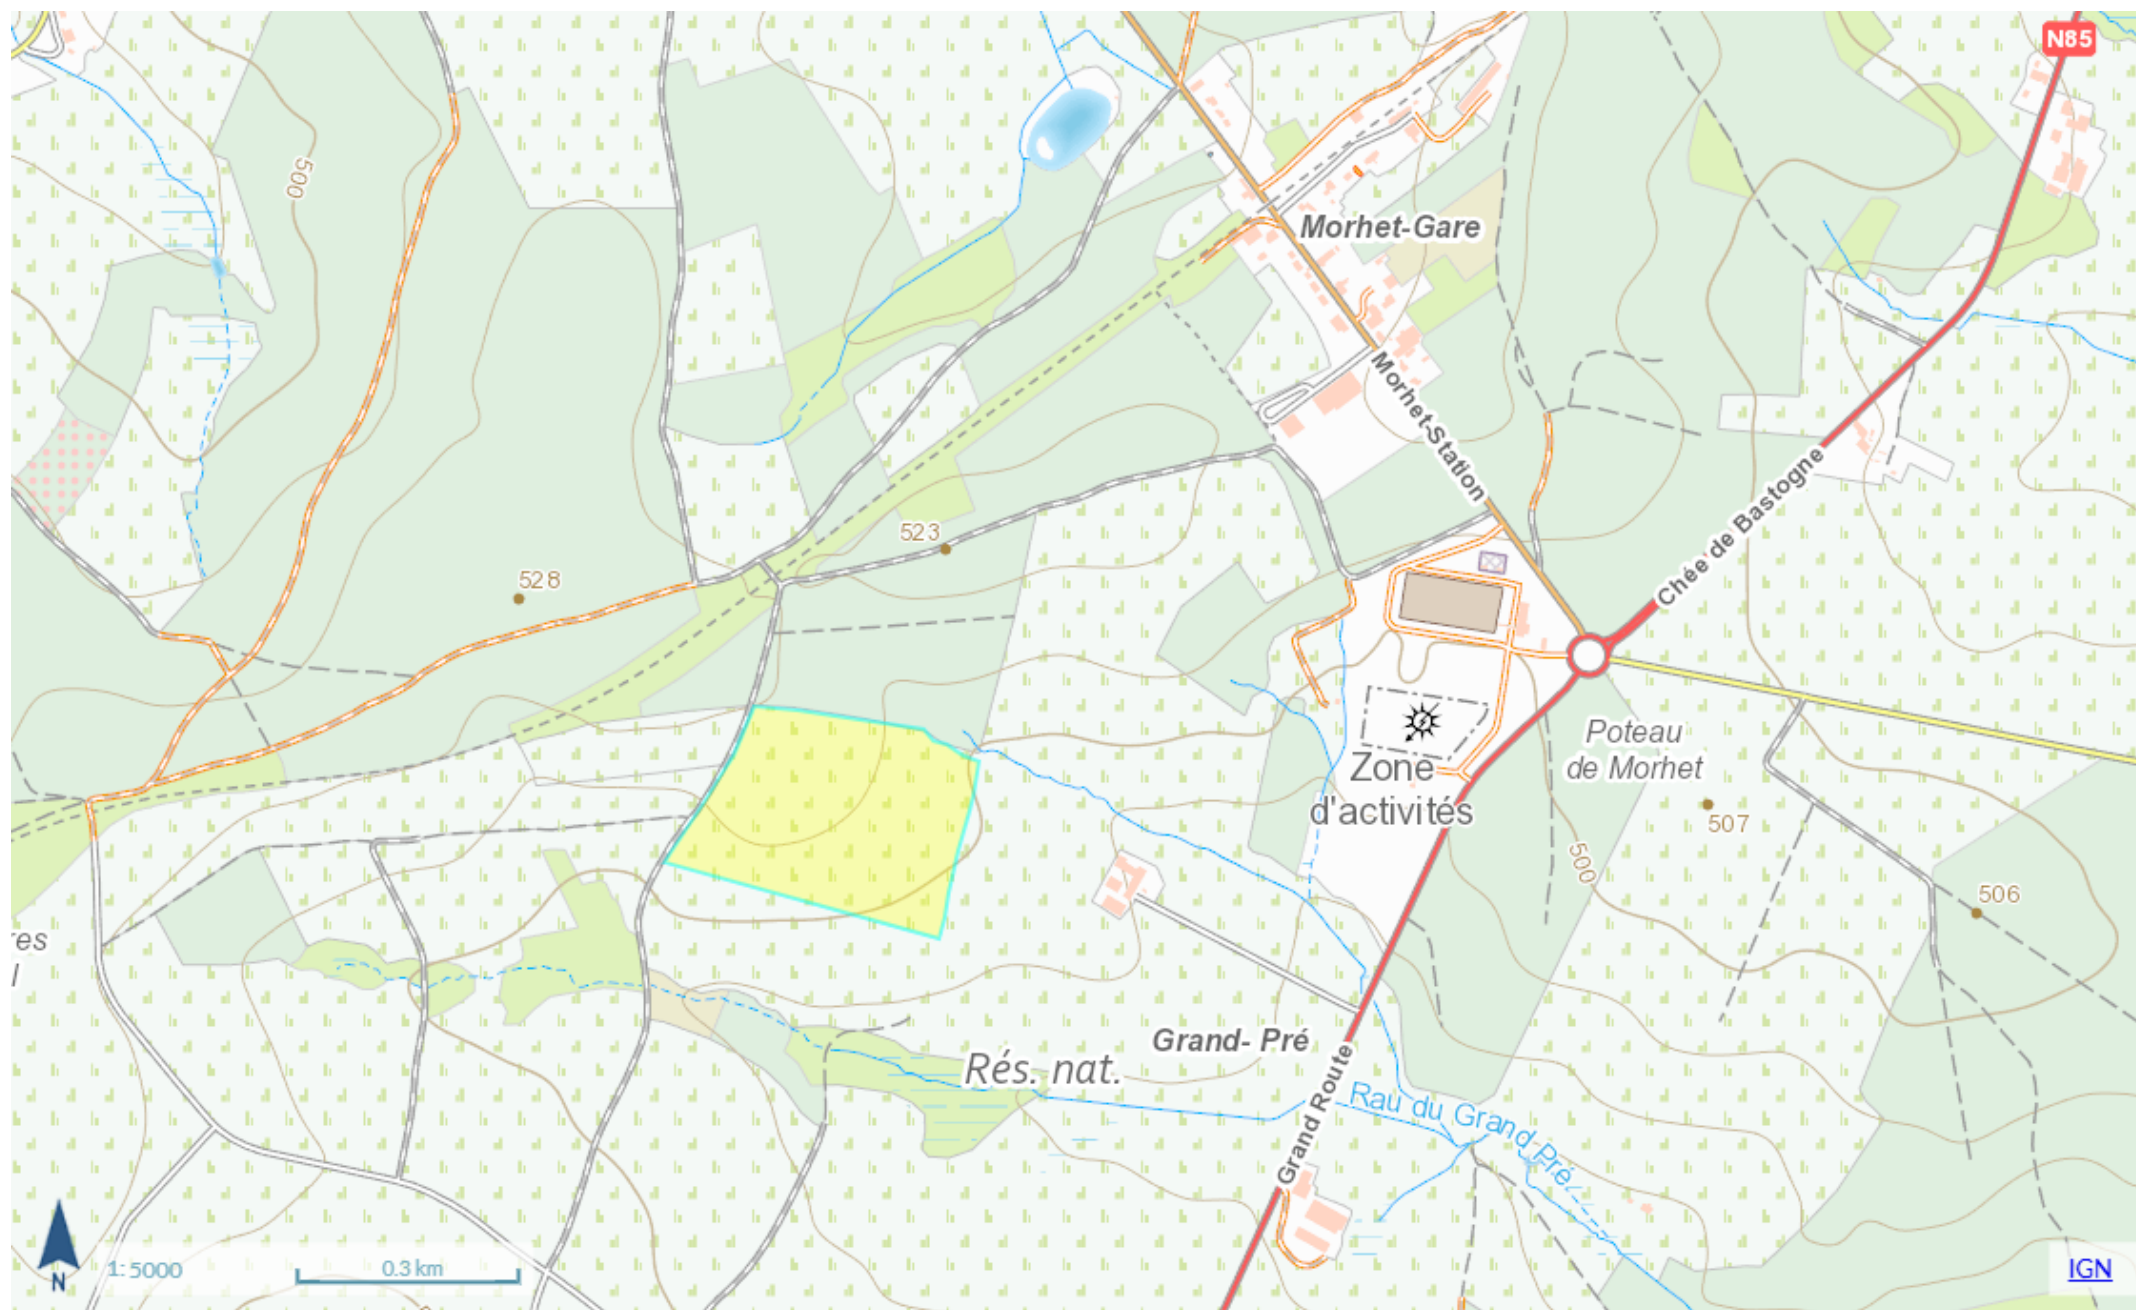 N85
500
Morhet-Gare
Morhet-Station
523
528
Chée de Bastogne
Poteau
de Morhet
Zone
d'activités
507
500
506
es
l
Grand- Pré
Rés. nat.
Grand Route
Rau du Grand Pré
N
1: 5000
0.3 km
IGN